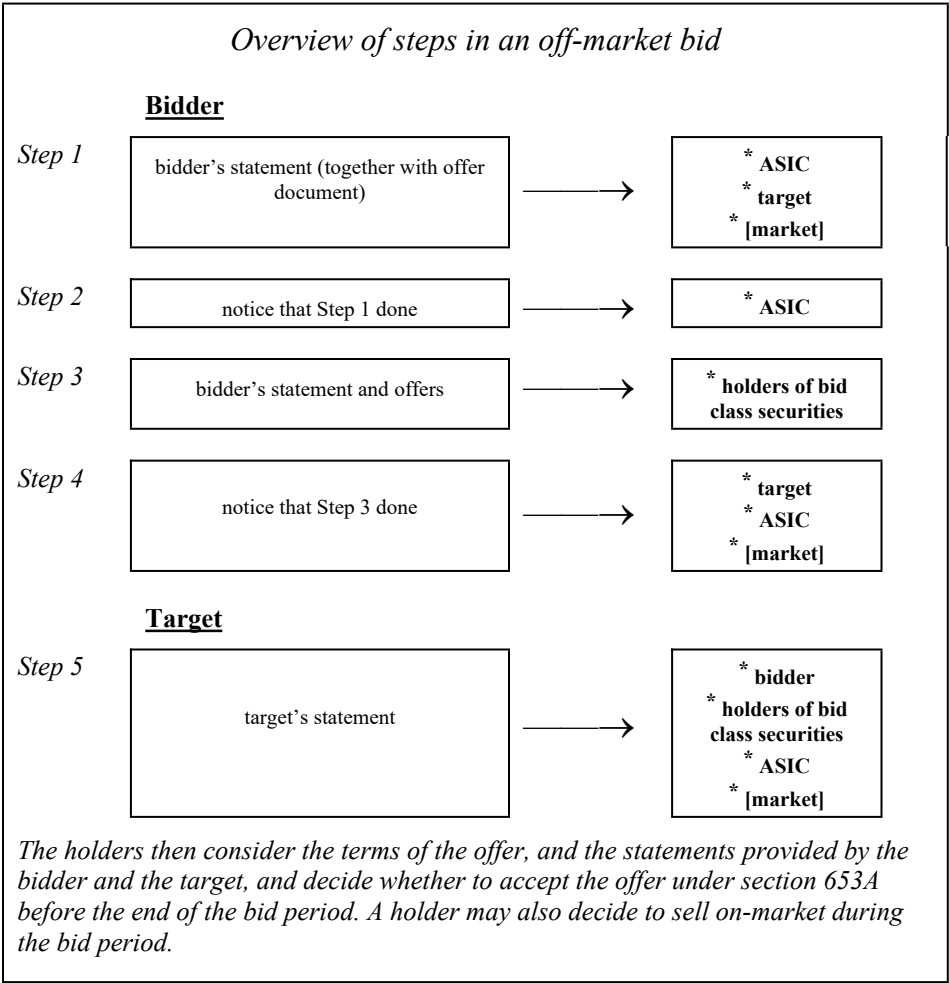 Overview of steps in an off-market bid
Bidder
Step 1
bidder’s statement (together with offer
document)
* ASIC
* target
* [market]
Step 2
notice that Step 1 done
* ASIC
Step 3
bidder’s statement and offers
* holders of bid
class securities
Step 4
notice that Step 3 done
* target
* ASIC
* [market]
Target
Step 5
target’s statement
* bidder
* holders of bid
class securities
* ASIC
* [market]
The holders then consider the terms of the offer, and the statements provided by the
bidder and the target, and decide whether to accept the offer under section 653A
before the end of the bid period. A holder may also decide to sell on-market during
the bid period.